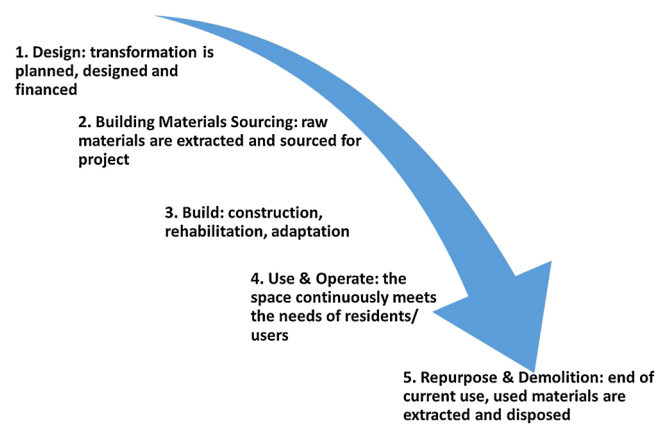 1. Design: transformation is
planned, designed and
financed
2. Building Materials Sourcing: raw
materials are extracted and sourced for
project
3. Build: construction,
rehabilitation, adaptation
4. Use & Operate: the
space continuously meets
the needs of residents/
users
5. Repurpose & Demolition: end of
current use, used materials are
extracted and disposed